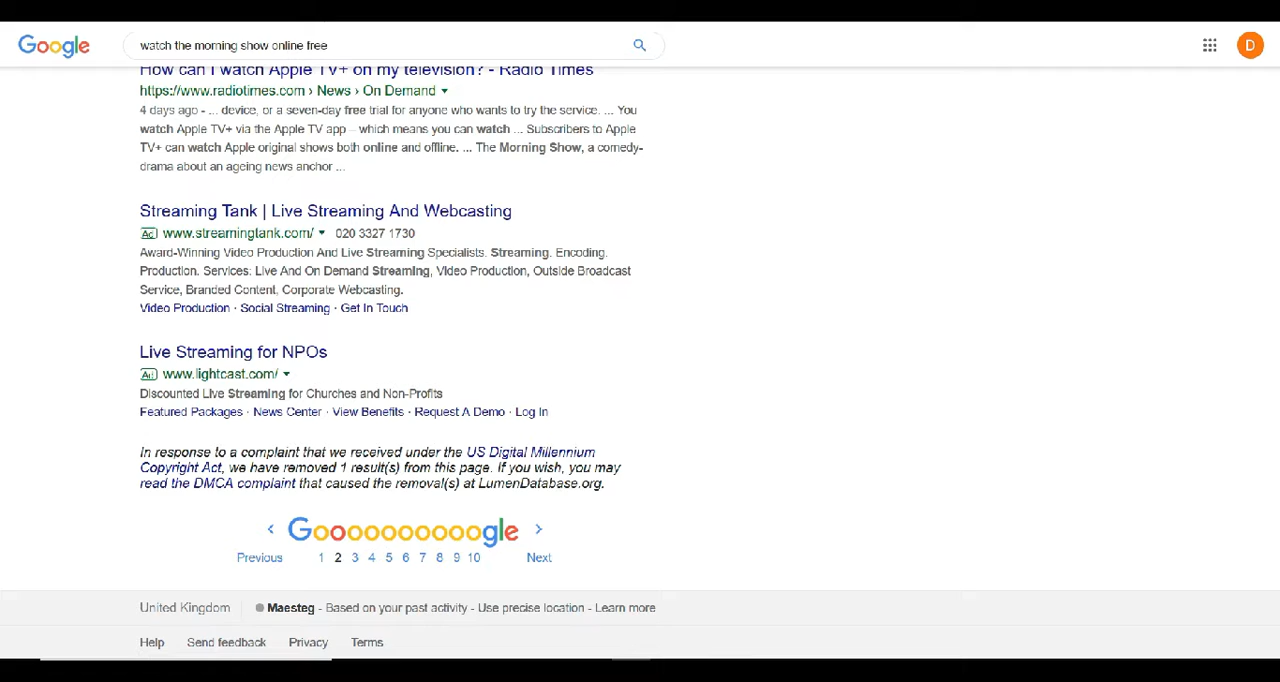 Google watch the morning show online free D
How can I watch Apple TV+ on my television? - Radio Times
https://www.radiotimes.com › News › On Demand
4 days ago - ... device, or a seven-day free trial for anyone who wants to try the service. ... You
watch Apple TV+ via the Apple TV app – which means you can watch ... Subscribers to Apple
TV+ can watch Apple original shows both online and offline. ... The Morning Show, a comedy-
drama about an ageing news anchor ...
Streaming Tank | Live Streaming And Webcasting
Ad www.streamingtank.com/ 020 3327 1730
Award-Winning Video Production And Live Streaming Specialists. Streaming. Encoding.
Production. Services: Live And On Demand Streaming, Video Production, Outside Broadcast
Service, Branded Content, Corporate Webcasting.
Video Production · Social Streaming · Get In Touch
Live Streaming for NPOs
Ad www.lightcast.com/
Discounted Live Streaming for Churches and Non-Profits
Featured Packages · News Center · View Benefits · Request A Demo · Log In
In response to a complaint that we received under the US Digital Millennium
Copyright Act, we have removed 1 result(s) from this page. If you wish, you may
read the DMCA complaint that caused the removal(s) at LumenDatabase.org.
< Goooooooooogle >
Previous 1 2 3 4 5 6 7 8 9 10 Next
United Kingdom Maesteg - Based on your past activity - Use precise location - Learn more
Help Send feedback Privacy Terms